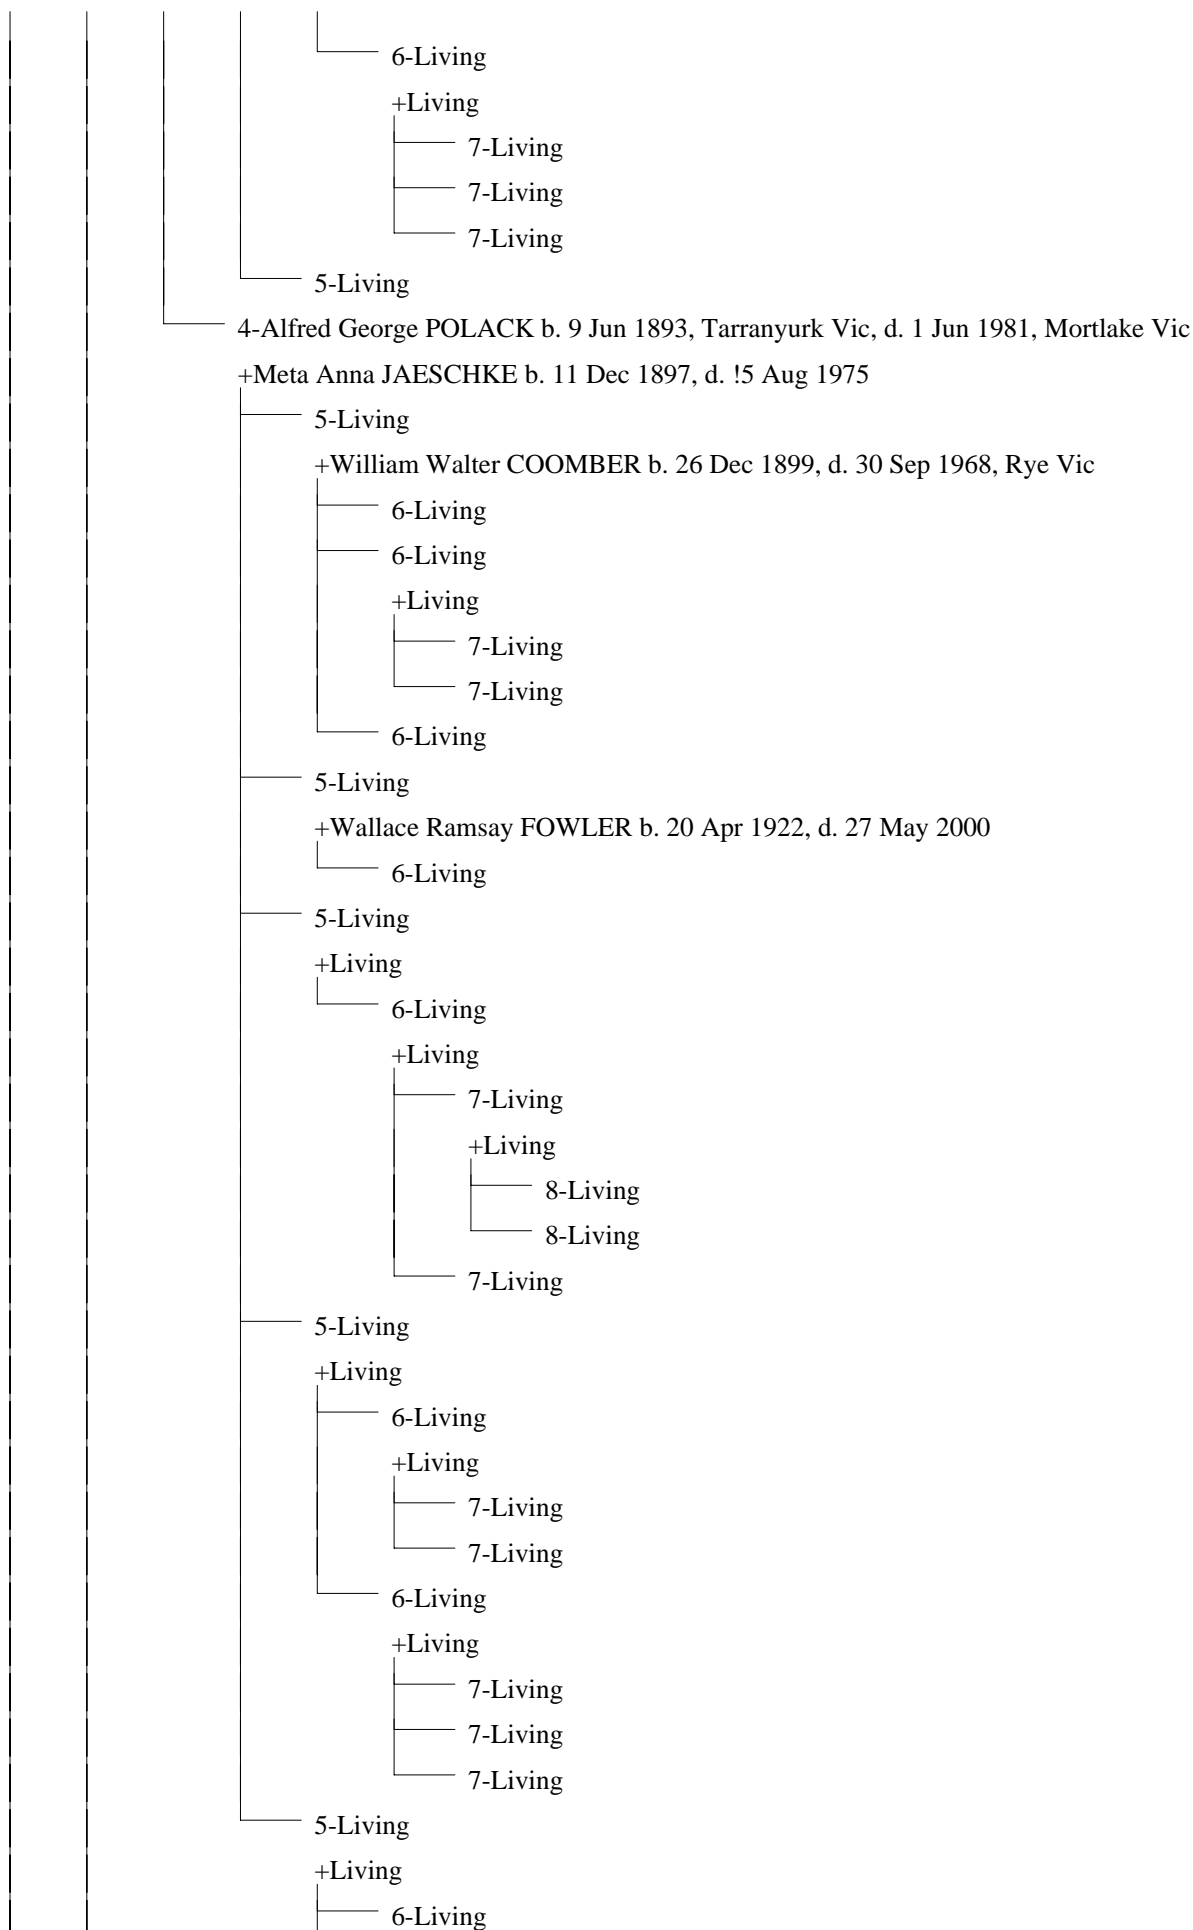 6-Living
+Living
7-Living
7-Living
7-Living
5-Living
4-Alfred George POLACK b. 9 Jun 1893, Tarranyurk Vic, d. 1 Jun 1981, Mortlake Vic
+Meta Anna JAESCHKE b. 11 Dec 1897, d. !5 Aug 1975
5-Living
+William Walter COOMBER b. 26 Dec 1899, d. 30 Sep 1968, Rye Vic
6-Living
6-Living
+Living
7-Living
7-Living
6-Living
5-Living
+Wallace Ramsay FOWLER b. 20 Apr 1922, d. 27 May 2000
6-Living
5-Living
+Living
6-Living
+Living
7-Living
+Living
8-Living
8-Living
7-Living
5-Living
+Living
6-Living
+Living
7-Living
7-Living
6-Living
+Living
7-Living
7-Living
7-Living
5-Living
+Living
6-Living